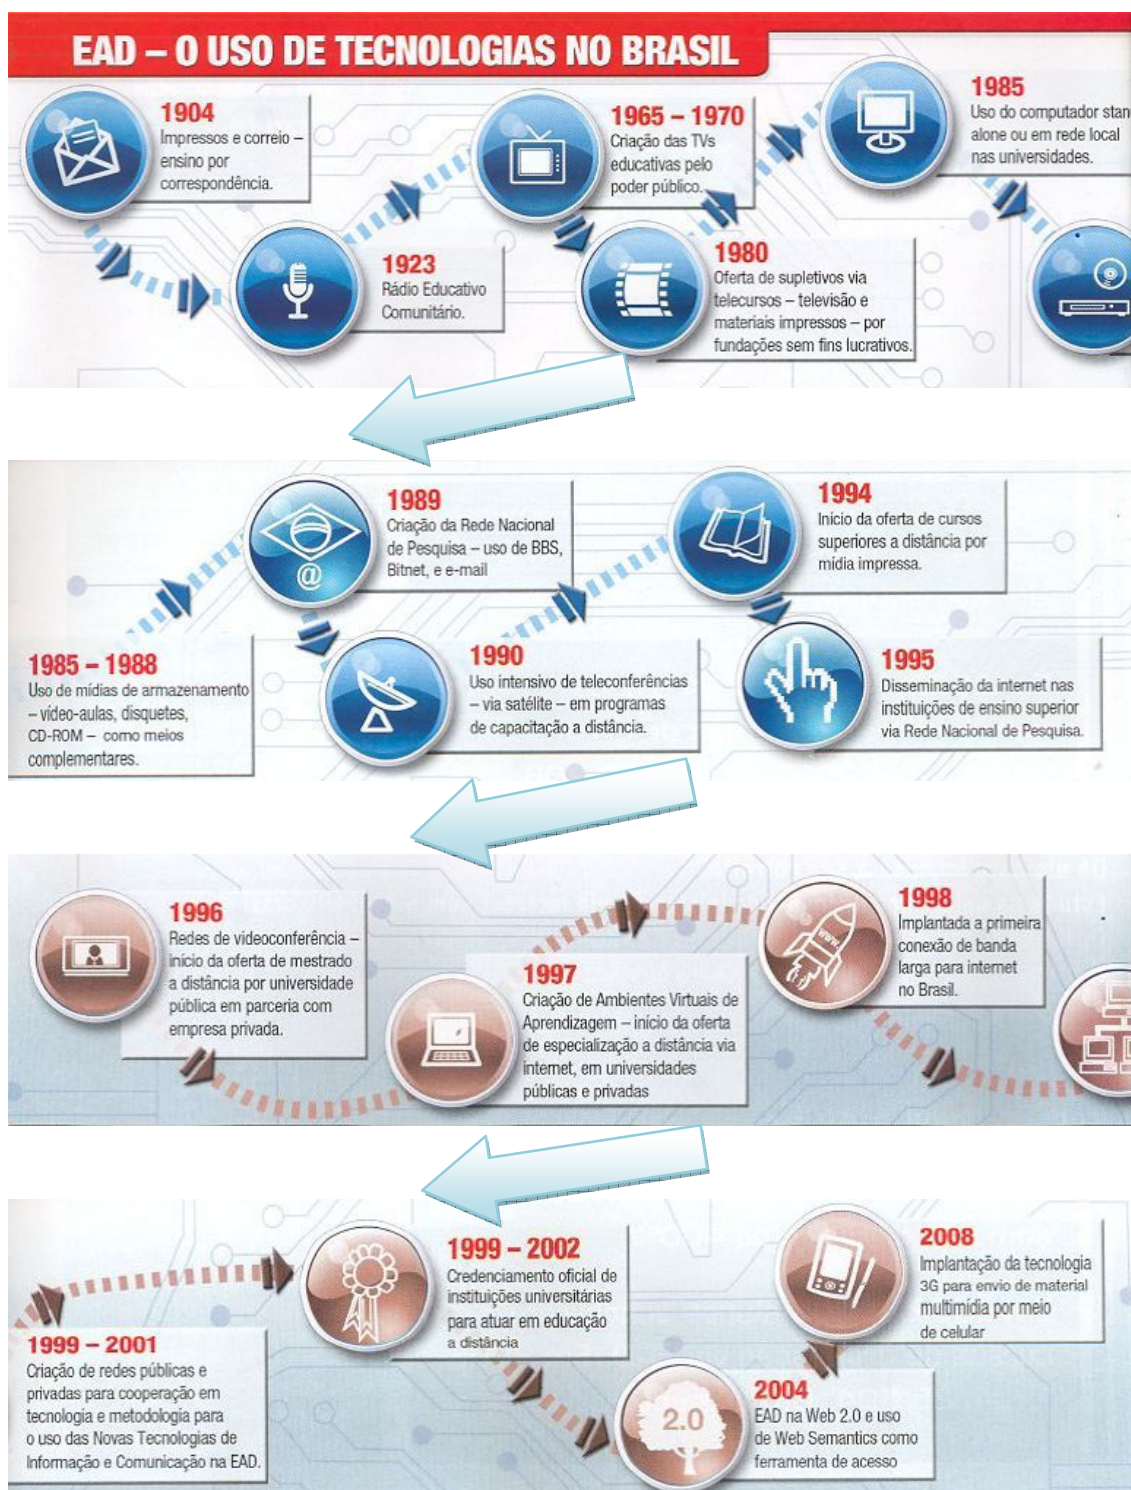 EAD – O USO DE TECNOLOGIAS NO BRASIL
1904
Impressos e correio –
ensino por
correspondência.
1923
Rádio Educativo
Comunitário.
1965 – 1970
Criação das TVs
educativas pelo
poder público.
1980
Oferta de supletivos via
telecursos – televisão e
materiais impressos – por
fundações sem fins lucrativos.
1985
Uso do computador stan
alone ou em rede local
nas universidades.
1985 – 1988
Uso de mídias de armazenamento
– vídeo-aulas, disquetes,
CD-ROM – como meios
complementares.
1989
Criação da Rede Nacional
de Pesquisa – uso de BBS,
Bitnet, e e-mail
@
1990
Uso intensivo de teleconferências
– via satélite – em programas
de capacitação a distância.
1994
Início da oferta de cursos
superiores a distância por
mídia impressa.
1995
Disseminação da internet nas
instituições de ensino superior
via Rede Nacional de Pesquisa.
1996
Redes de videoconferência –
início da oferta de mestrado
a distância por universidade
pública em parceria com
empresa privada.
1997
Criação de Ambientes Virtuais de
Aprendizagem – início da oferta
de especialização a distância via
internet, em universidades
públicas e privadas
www.
1998
Implantada a primeira
conexão de banda
larga para internet
no Brasil.
1999 – 2001
Criação de redes públicas e
privadas para cooperação em
tecnologia e metodologia para
o uso das Novas Tecnologias de
Informação e Comunicação na EAD.
1999 – 2002
Credenciamento oficial de
instituições universitárias
para atuar em educação
a distância
2.0
2004
EAD na Web 2.0 e uso
de Web Semantics como
ferramenta de acesso
2008
Implantação da tecnologia
3G para envio de material
multimídia por meio
de celular